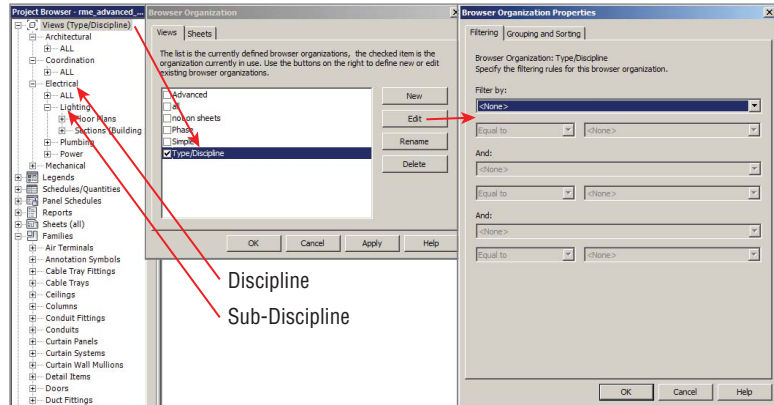 Project Browser - rme_advanced_...
Views (Type/Discipline)
Architectural
ALL
Coordination
ALL
Electrical
ALL
Lighting
Floor Plans
Sections (Building
Plumbing
Power
Mechanical
Legends
Schedules/Quantities
Panel Schedules
Reports
Sheets (all)
Families
Air Terminals
Annotation Symbols
Cable Tray Fittings
Cable Trays
Ceilings
Columns
Conduit Fittings
Conduits
Curtain Panels
Curtain Systems
Curtain Wall Mullions
Detail Items
Doors
Duct Fittings
Browser Organization
Views Sheets
The list is the currently defined browser organizations, the checked item is the
organization currently in use. Use the buttons on the right to define new or edit
existing browser organizations.
Advanced
all
not on sheets
Phase
Simple
Type/Discipline
New
Edit
Rename
Delete
OK Cancel Apply Help
Discipline
Sub-Discipline
Browser Organization Properties
Filtering Grouping and Sorting
Browser Organization: Type/Discipline
Specify the filtering rules for this browser organization.
Filter by:
<None>
Equal to <None>
And:
<None>
Equal to <None>
And:
<None>
Equal to <None>
OK Cancel Help